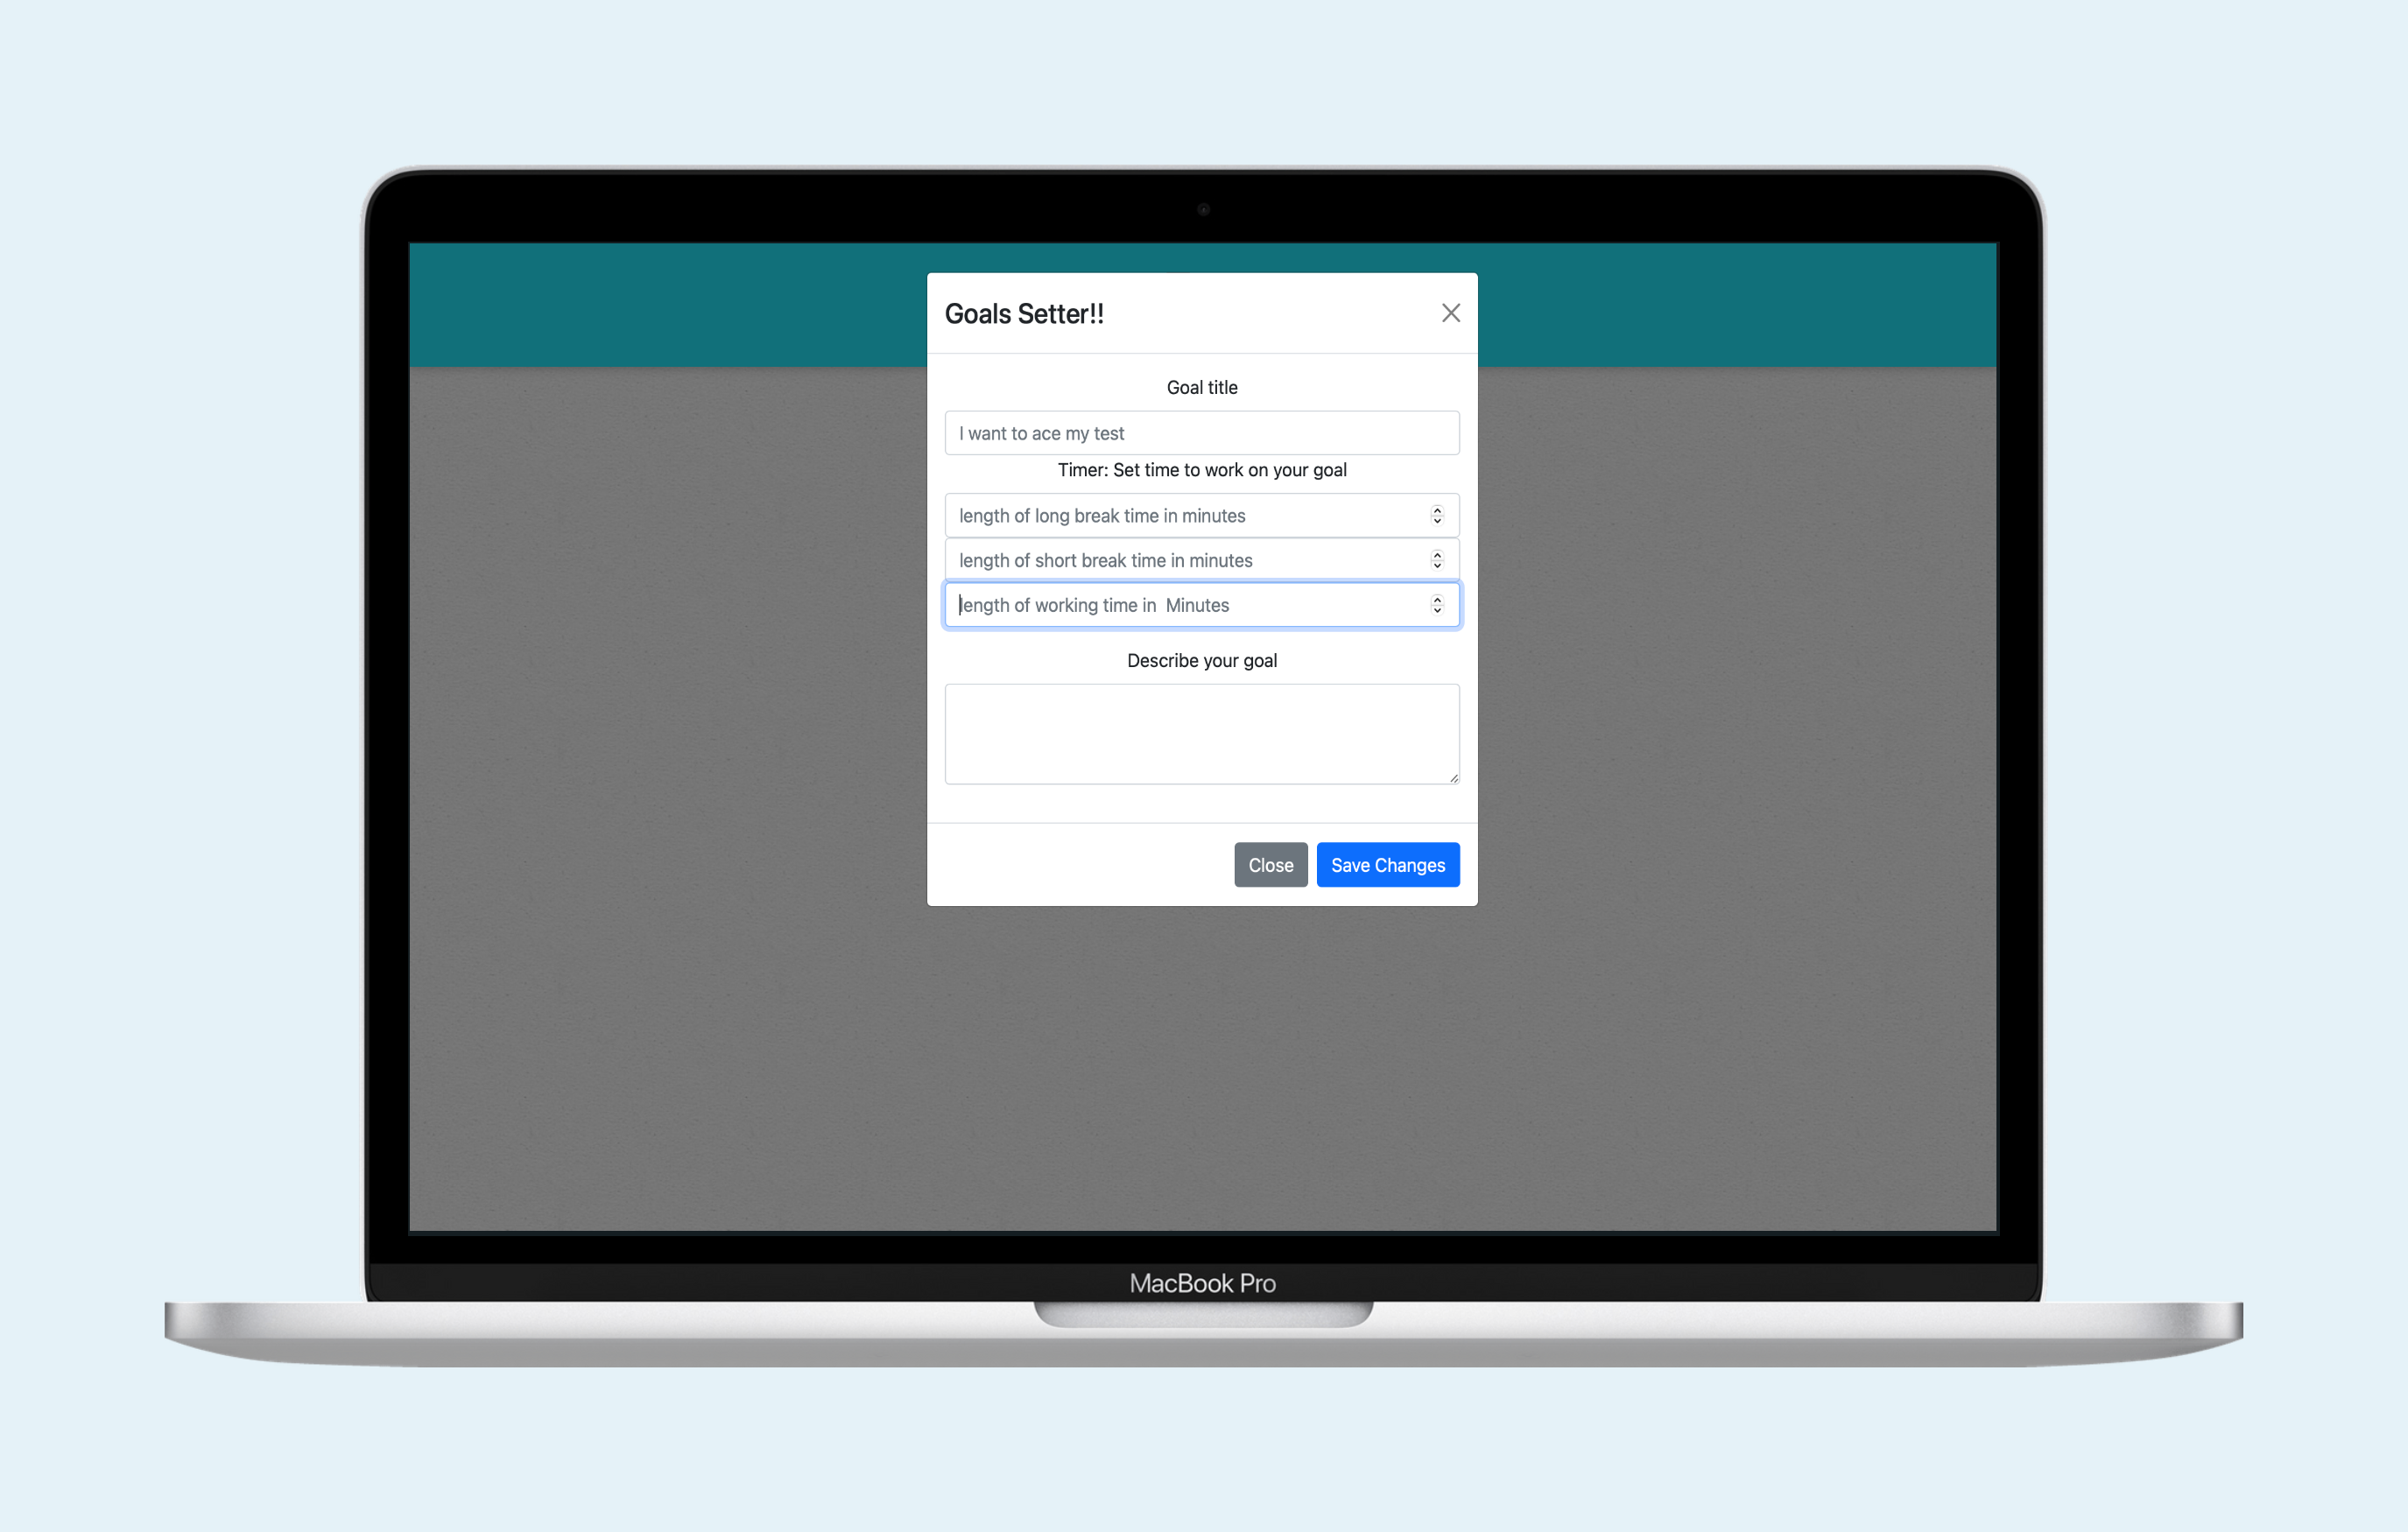 Goals Setter!!
Goal title
I want to ace my test
Timer: Set time to work on your goal
length of long break time in minutes
length of short break time in minutes
length of working time in  Minutes
Describe your goal
Close
Save Changes
MacBook Pro